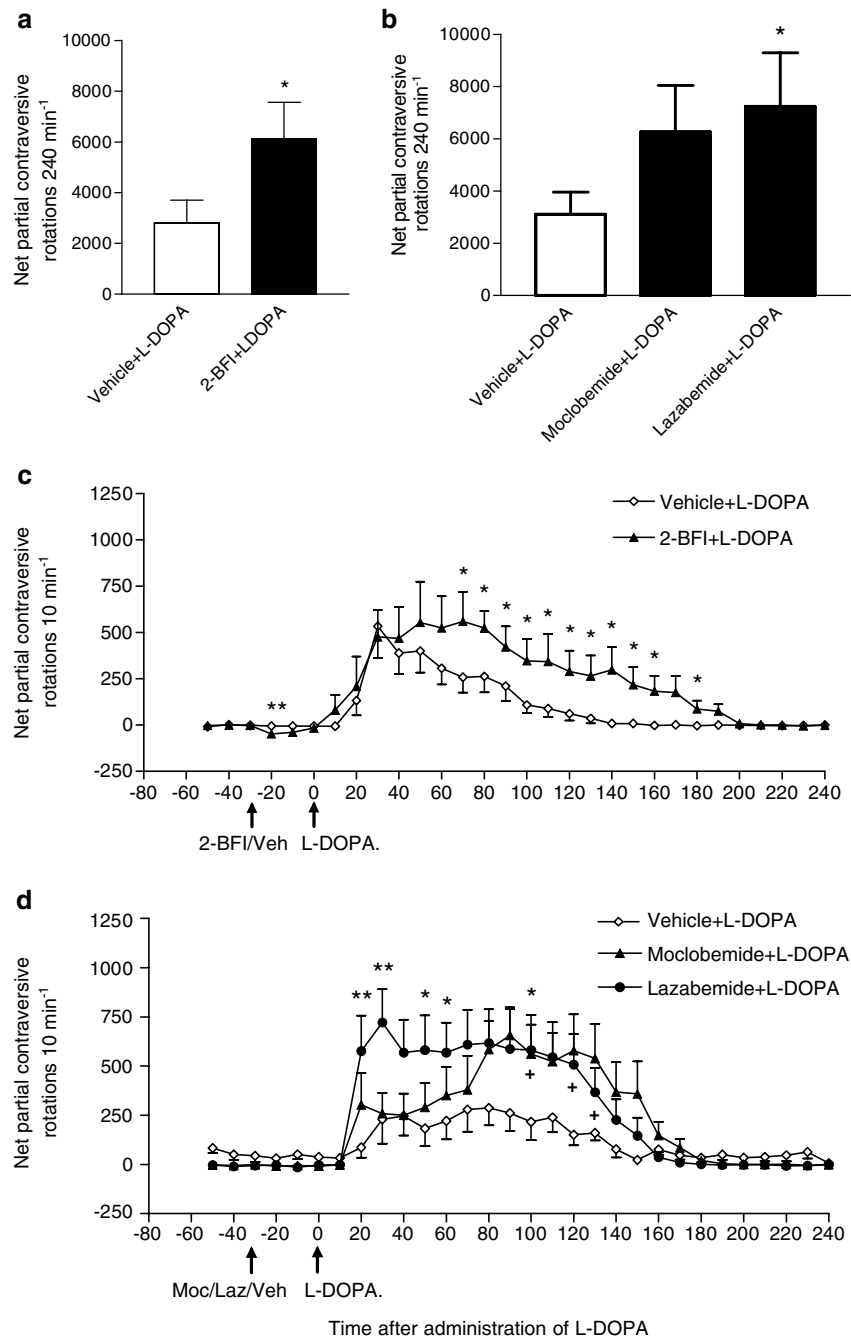 a
10000
8000
6000
4000
2000
0
Net partial contraversive
rotations 240 min-1
*
Vehicle+L-DOPA
2-BFI+LDOPA
b
10000
8000
6000
4000
2000
0
Net partial contraversive
rotations 240 min-1
*
Vehicle+L-DOPA
Moclobemide+L-DOPA
Lazabemide+L-DOPA
c
1250
1000
750
500
250
0
-250
Net partial contraversive
rotations 10 min-1
Vehicle+L-DOPA
2-BFI+L-DOPA
** * * * * * * * * * * *
-80 -60 -40 -20 0 20 40 60 80 100 120 140 160 180 200 220 240
2-BFI/Veh L-DOPA.
d
1250
1000
750
500
250
0
-250
Net partial contraversive
rotations 10 min-1
Vehicle+L-DOPA
Moclobemide+L-DOPA
Lazabemide+L-DOPA
** ** * * *
+ + +
-80 -60 -40 -20 0 20 40 60 80 100 120 140 160 180 200 220 240
Moc/Laz/Veh L-DOPA.
Time after administration of L-DOPA